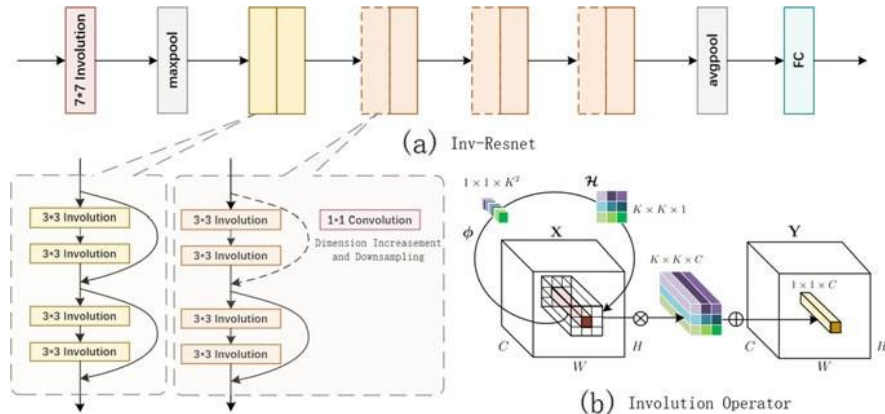 7*7 Involution
maxpool
avgpool
FC
(a) Inv-Resnet
3*3 Involution
3*3 Involution
3*3 Involution
3*3 Involution
3*3 Involution
3*3 Involution
3*3 Involution
3*3 Involution
1*1 Convolution
Dimension Increasement
and Downsampling
1 × 1 × K²
𝓗
K × K × 1
ϕ
X
K × K × C
Y
1 × 1 × C
C
W
H
C
W
H
(b) Involution Operator